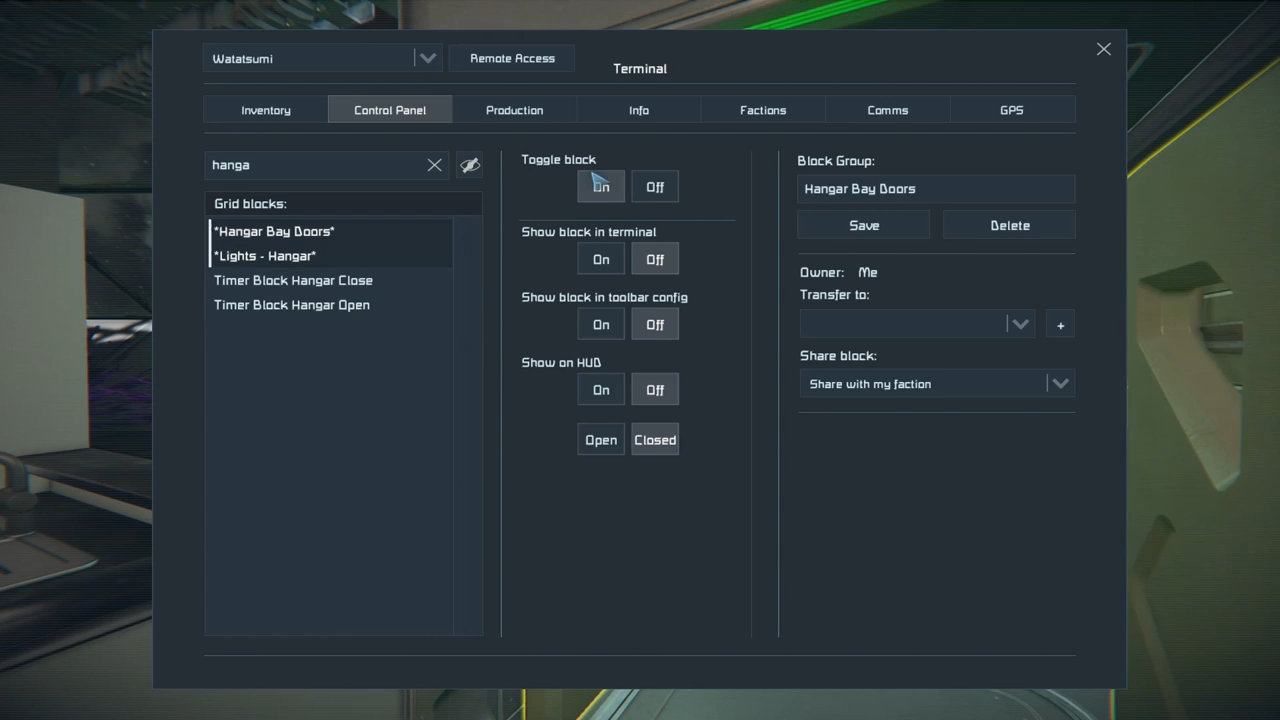 Watatsumi
Remote Access
Terminal
Inventory
Control Panel
Production
Info
Factions
Comms
GPS
hanga
Grid blocks:
*Hangar Bay Doors*
*Lights - Hangar*
Timer Block Hangar Close
Timer Block Hangar Open
Toggle block
On Off
Show block in terminal
On Off
Show block in toolbar config
On Off
Show on HUD
On Off
Open Closed
Block Group:
Hangar Bay Doors
Save Delete
Owner: Me
Transfer to:
+
Share block:
Share with my faction